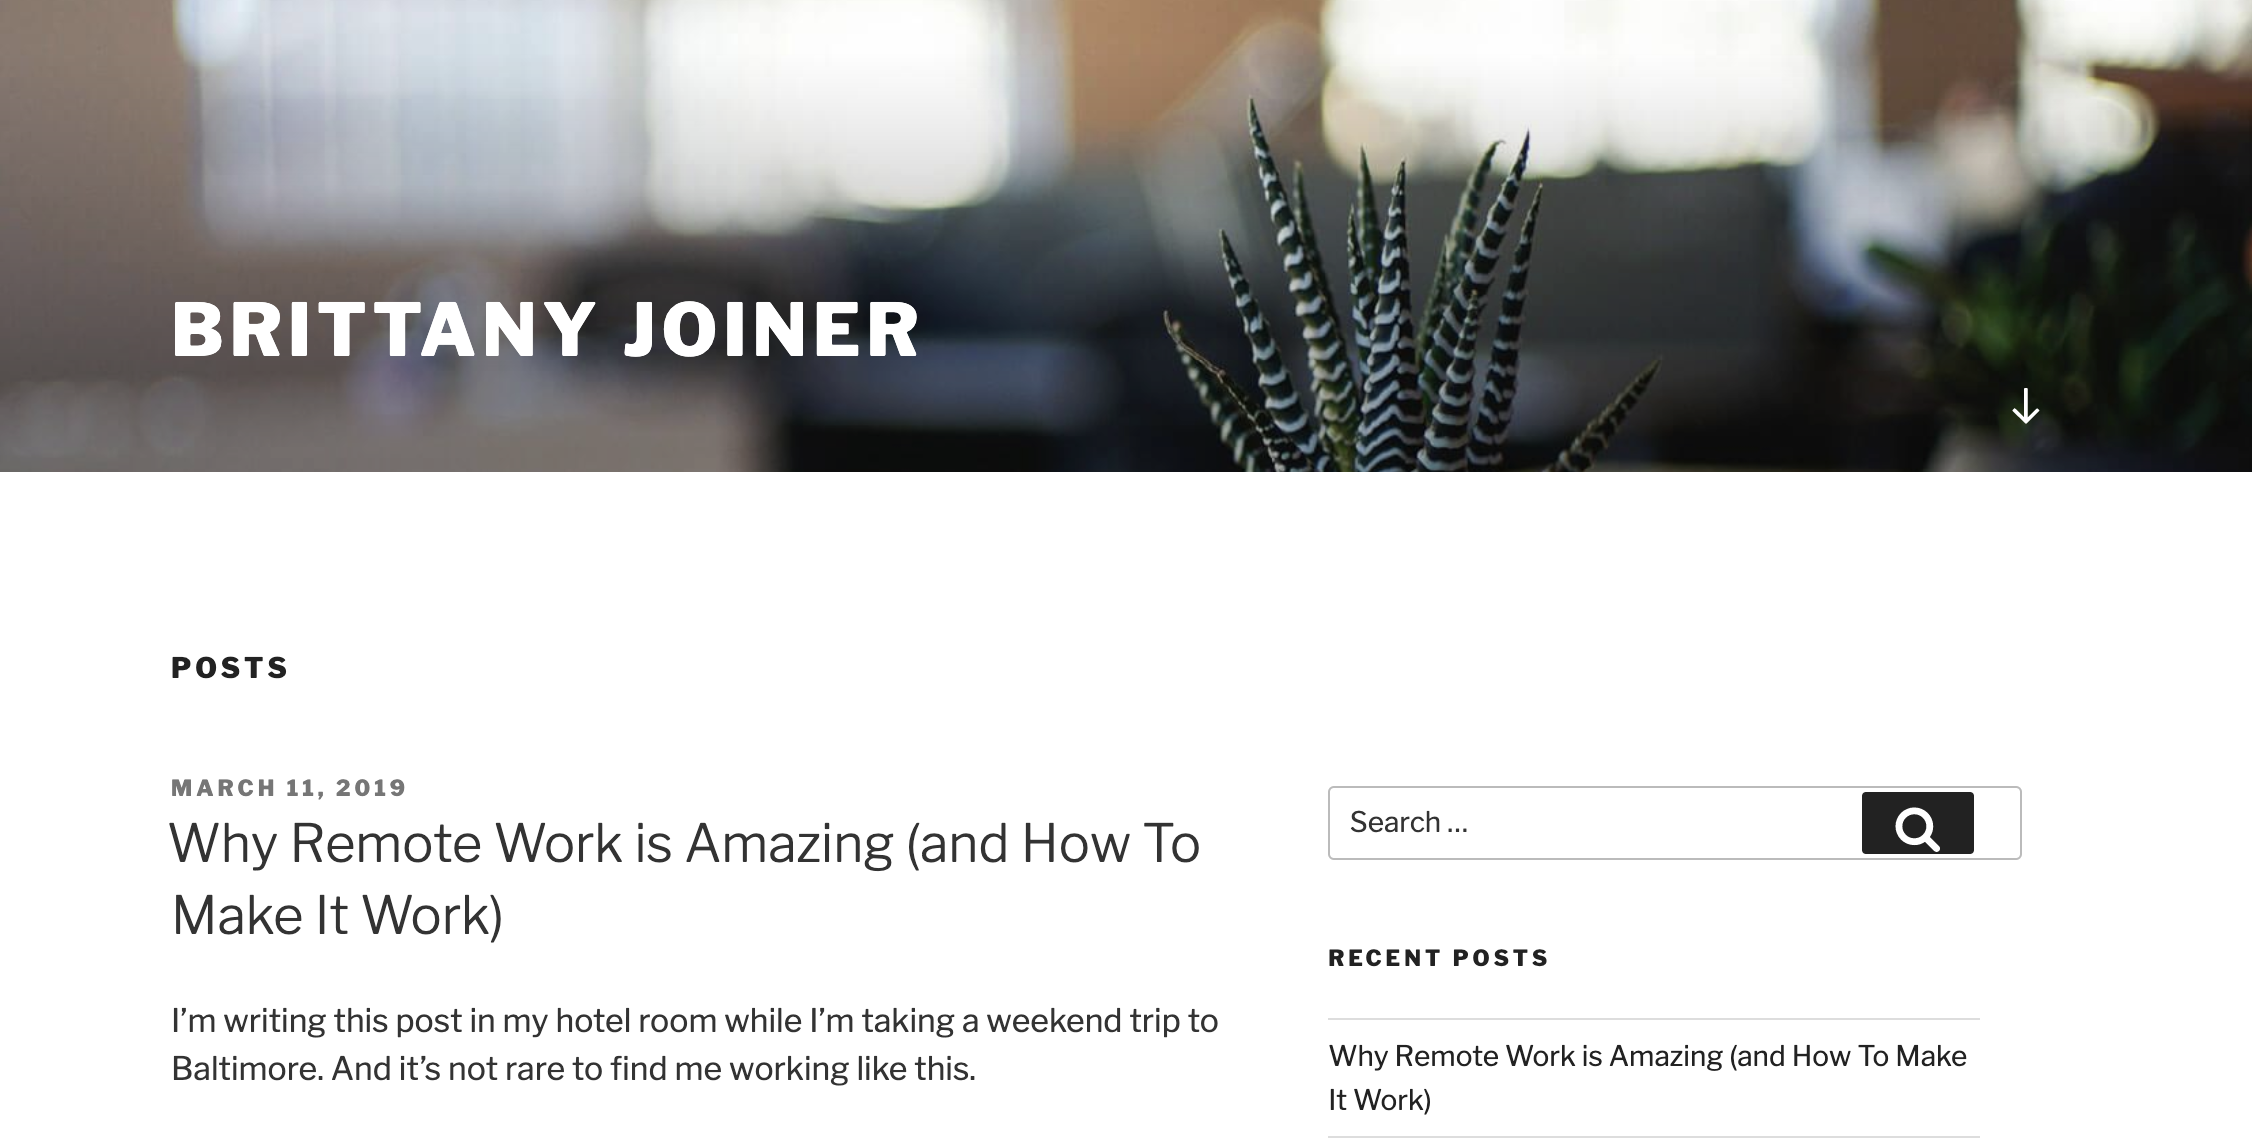 BRITTANY JOINER
POSTS
MARCH 11, 2019
Why Remote Work is Amazing (and How To
Make It Work)
I’m writing this post in my hotel room while I’m taking a weekend trip to
Baltimore. And it’s not rare to find me working like this.
Search …
RECENT POSTS
Why Remote Work is Amazing (and How To Make
It Work)